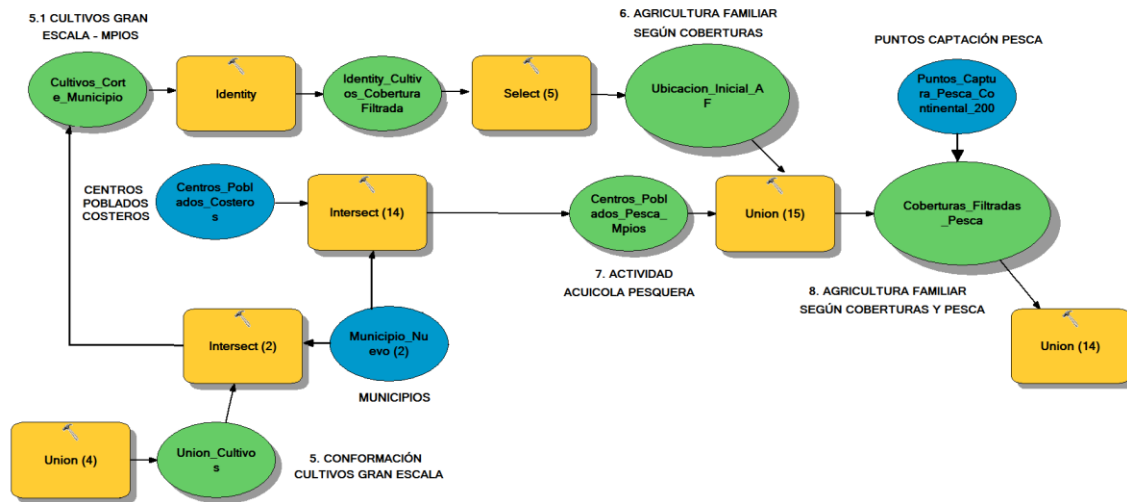 5.1 CULTIVOS GRAN
ESCALA - MPIOS
Cultivos_Cort
e_Municipio
Identity
Identity_Cultiv
os_Cobertura
Filtrada
Select (5)
6. AGRICULTURA FAMILIAR
SEGÚN COBERTURAS
Ubicacion_Inicial_A
F
PUNTOS CAPTACIÓN PESCA
Puntos_Captu
ra_Pesca_Co
ntinental_200
CENTROS
POBLADOS
COSTEROS
Centros_Pobl
ados_Costero
s
Intersect (14)
Centros_Pobl
ados_Pesca_
Mpios
7. ACTIVIDAD
ACUICOLA PESQUERA
Union (15)
Coberturas_Filtradas
_Pesca
8. AGRICULTURA FAMILIAR
SEGÚN COBERTURAS Y PESCA
Union (14)
Intersect (2)
Municipio_Nu
evo (2)
MUNICIPIOS
Union (4)
Union_Cultivo
s
5. CONFORMACIÓN
CULTIVOS GRAN ESCALA